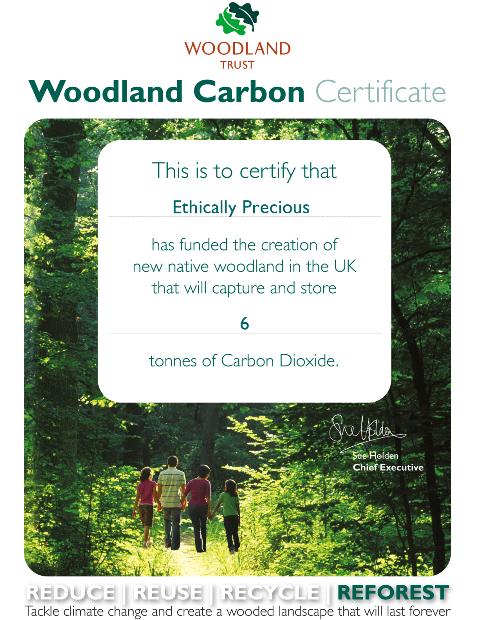 WOODLAND
TRUST
Woodland Carbon Certificate
This is to certify that
Ethically Precious
has funded the creation of
new native woodland in the UK
that will capture and store
6
tonnes of Carbon Dioxide.
Sue Holden
Sue Holden
Chief Executive
REDUCE | REUSE | RECYCLE | REFOREST
Tackle climate change and create a wooded landscape that will last forever